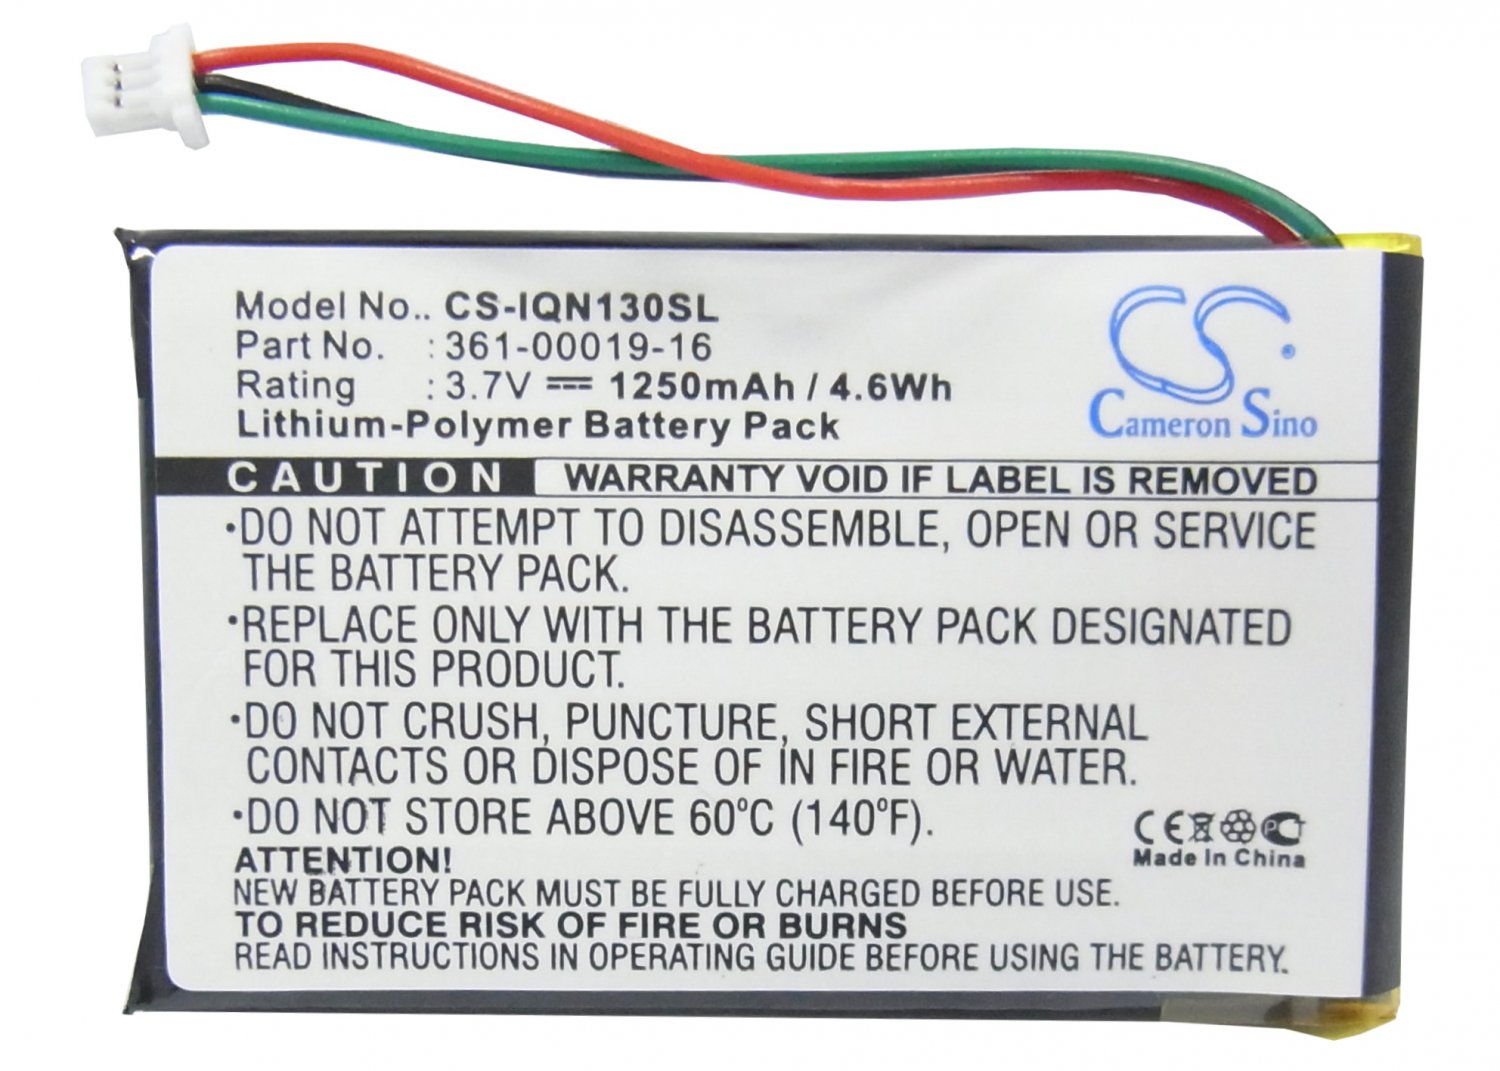 Model No.. CS-IQN130SL
Part No. : 361-00019-16
Rating : 3.7V 1250mAh / 4.6Wh
Lithium-Polymer Battery Pack
CS
Cameron Sino
CAUTION WARRANTY VOID IF LABEL IS REMOVED
•DO NOT ATTEMPT TO DISASSEMBLE, OPEN OR SERVICE
THE BATTERY PACK.
•REPLACE ONLY WITH THE BATTERY PACK DESIGNATED
FOR THIS PRODUCT.
•DO NOT CRUSH, PUNCTURE, SHORT EXTERNAL
CONTACTS OR DISPOSE OF IN FIRE OR WATER.
•DO NOT STORE ABOVE 60ºC (140ºF).
CE PCT
Made In China
ATTENTION!
NEW BATTERY PACK MUST BE FULLY CHARGED BEFORE USE.
TO REDUCE RISK OF FIRE OR BURNS
READ INSTRUCTIONS IN OPERATING GUIDE BEFORE USING THE BATTERY.